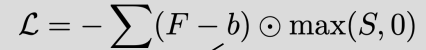 ℒ = − ∑(F − b) ⊙ max(S, 0)